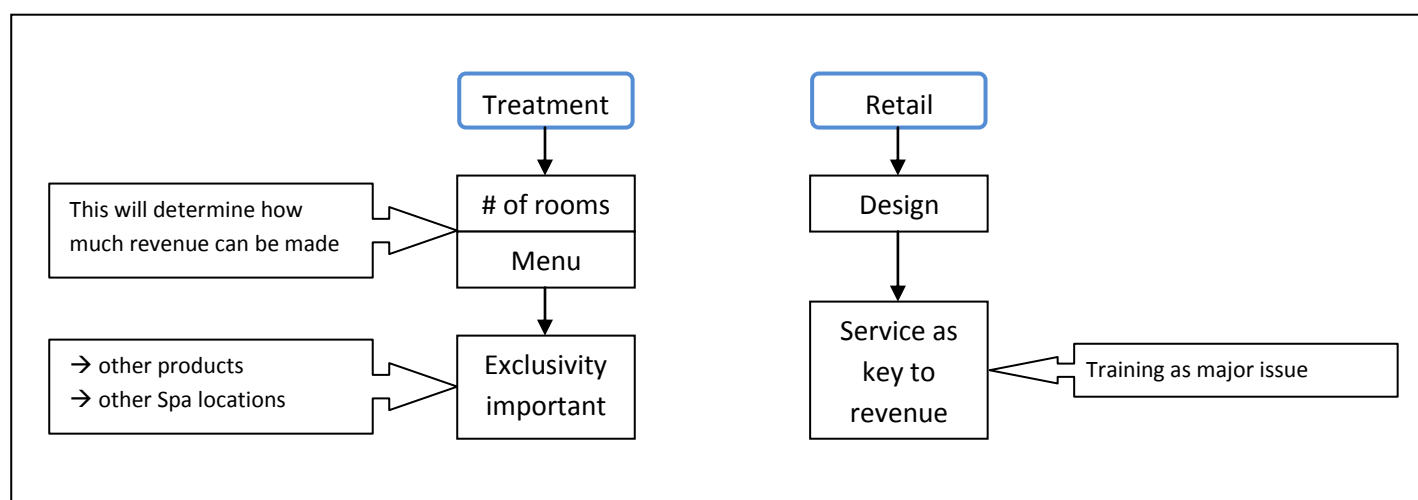 Treatment
Retail
This will determine how
much revenue can be made
# of rooms
Menu
Design
→ other products
→ other Spa locations
Exclusivity
important
Service as
key to
revenue
Training as major issue